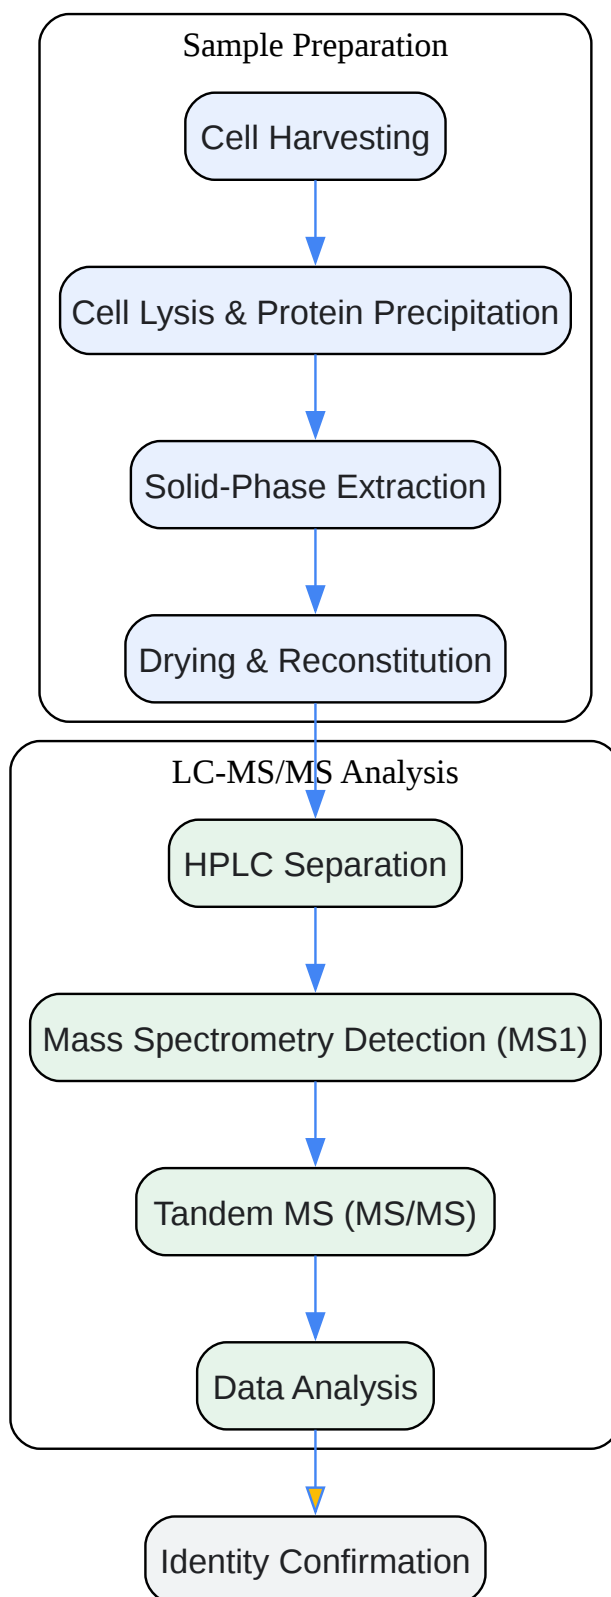 Sample Preparation
Cell Harvesting
Cell Lysis & Protein Precipitation
Solid-Phase Extraction
Drying & Reconstitution
LC-MS/MS Analysis
HPLC Separation
Mass Spectrometry Detection (MS1)
Tandem MS (MS/MS)
Data Analysis
Identity Confirmation